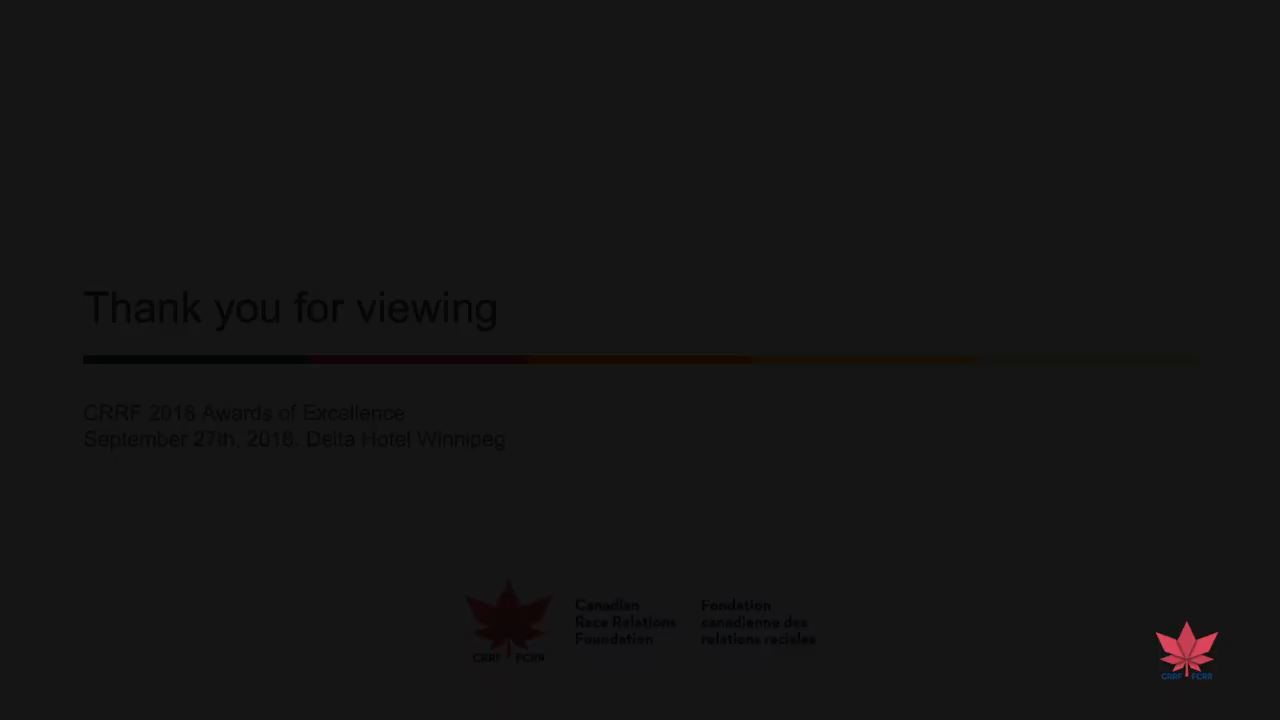 Thank you for viewing
CRRF 2018 Awards of Excellence
September 27th, 2018. Delta Hotel Winnipeg
Canadian
Race Relations
Foundation
Fondation
canadienne des
relations raciales
CRRF FCRR
CRRF FCRR